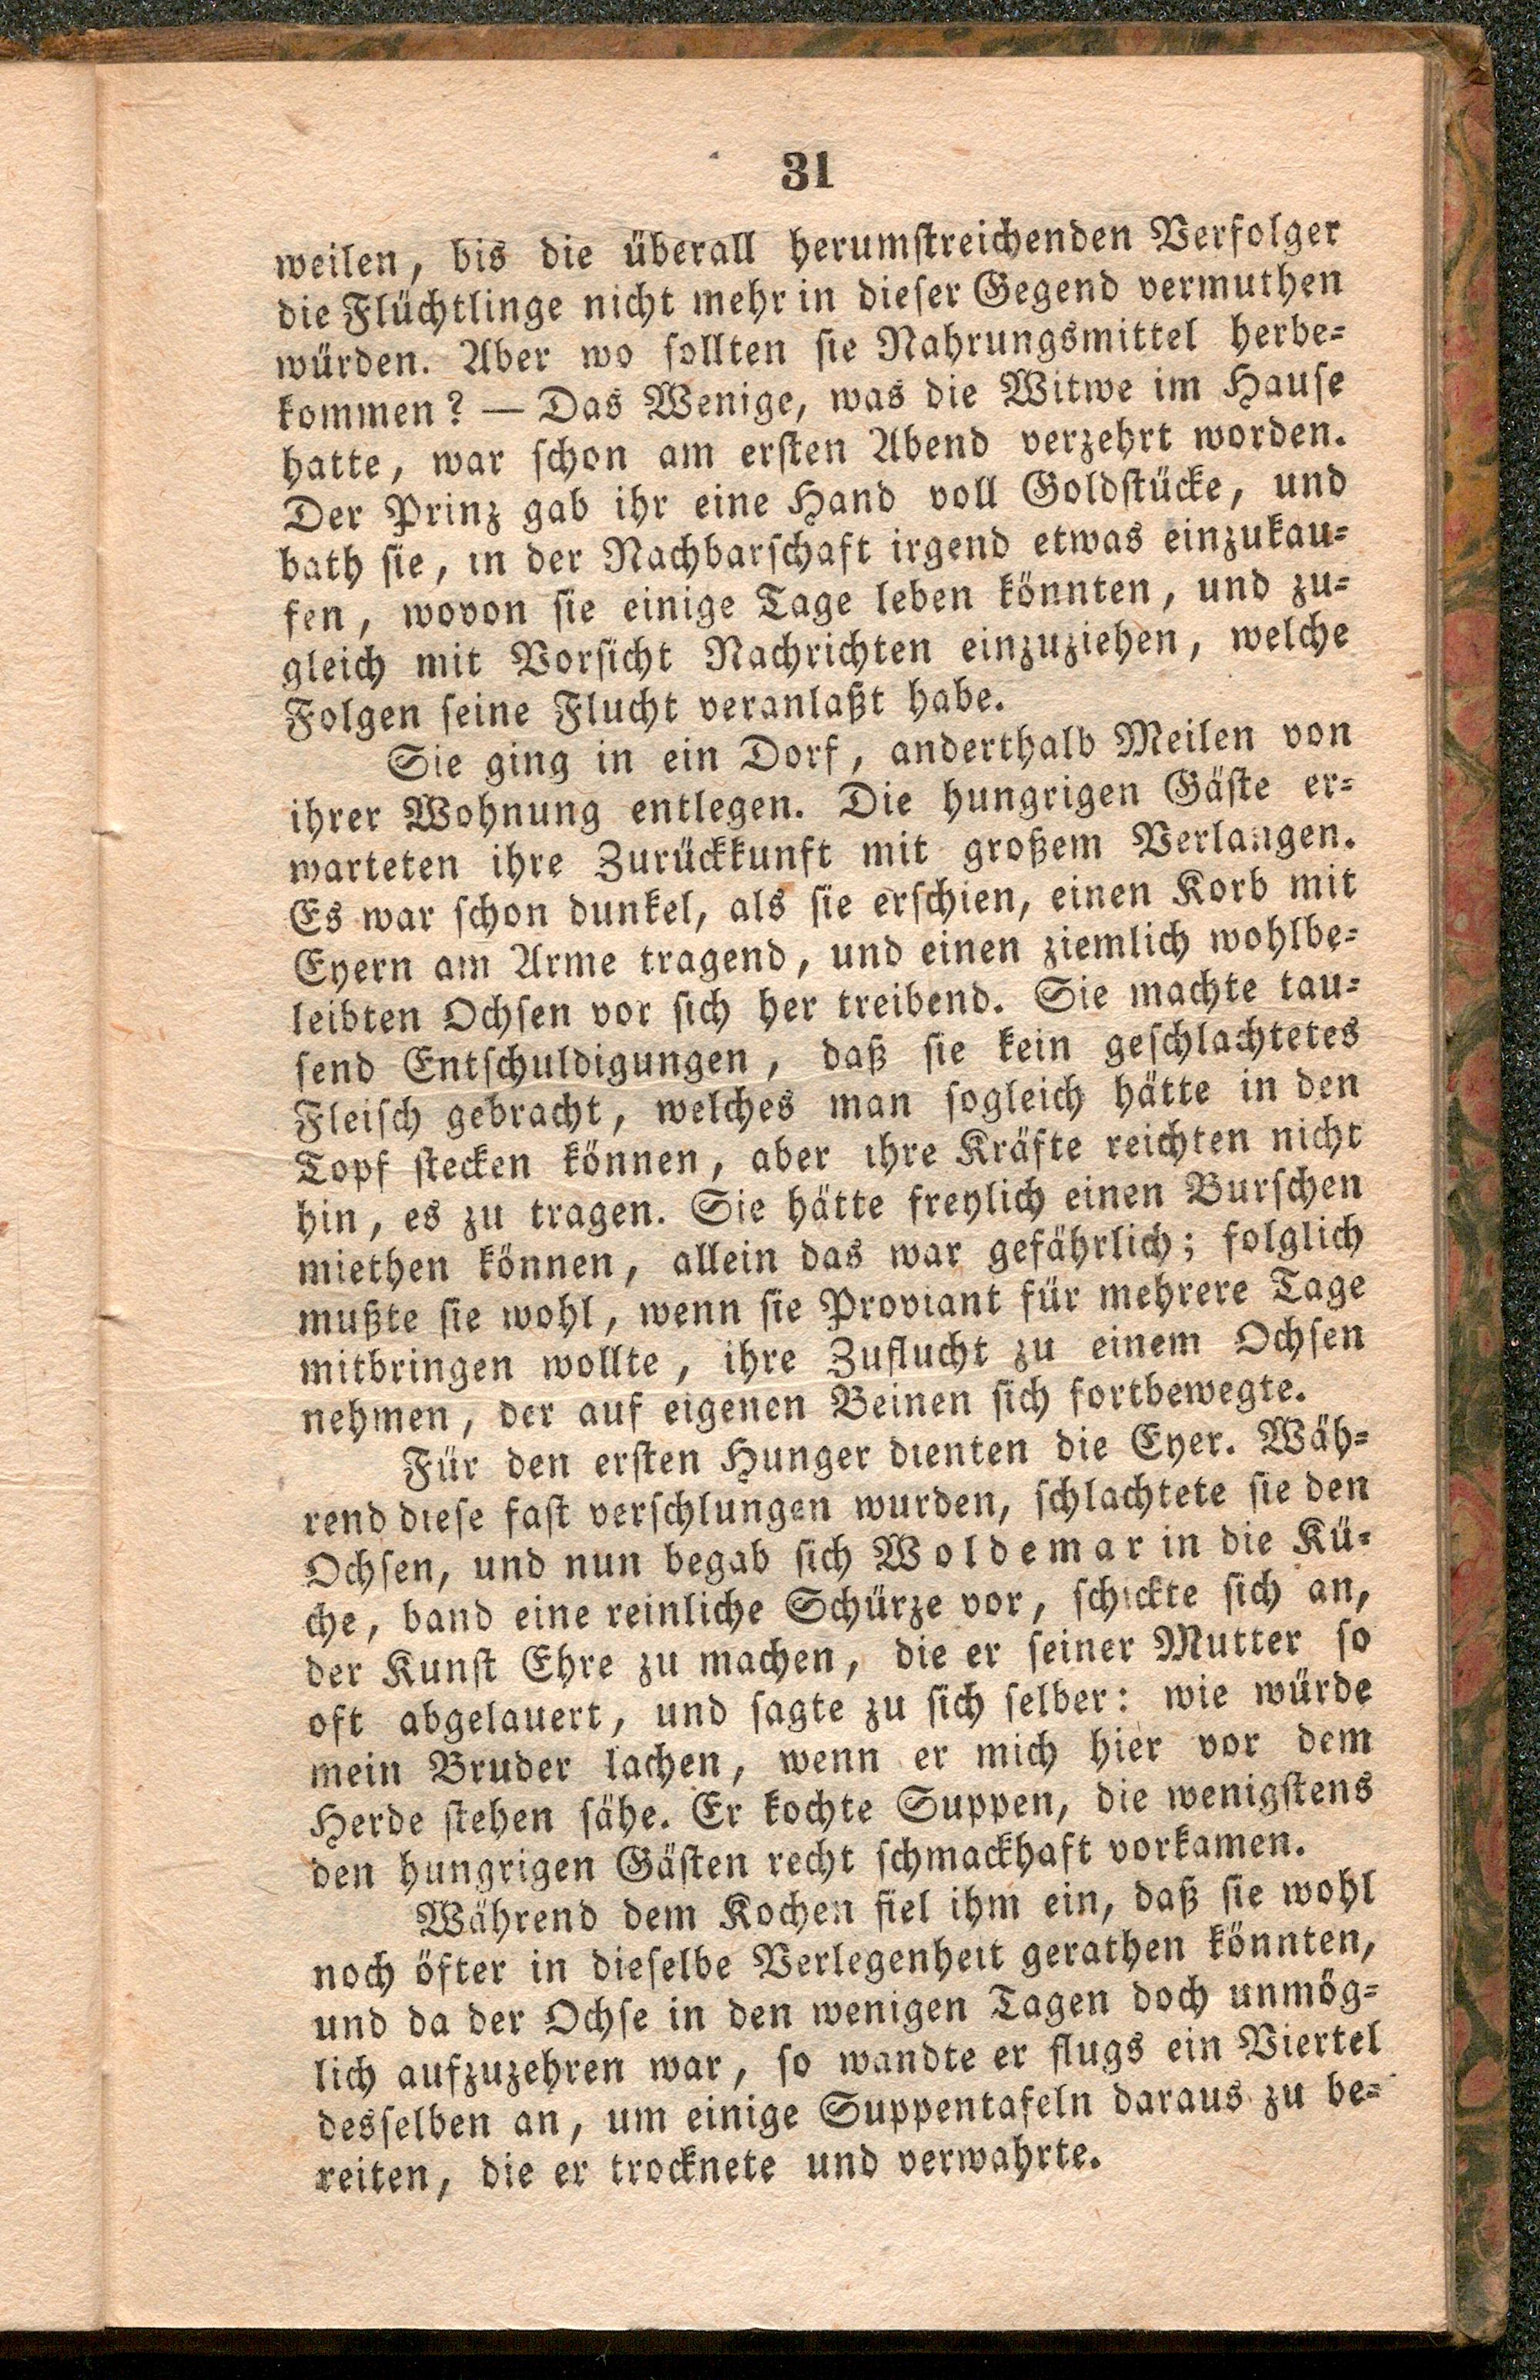 31
weilen, bis die überall herumstreichenden Verfolger
die Flüchtlinge nicht mehr in dieser Gegend vermuthen
würden. Aber wo sollten sie Nahrungsmittel herbe-
kommen? — Das Wenige, was die Witwe im Hause
hatte, war schon am ersten Abend verzehrt worden.
Der Prinz gab ihr eine Hand voll Goldstücke, und
bath sie, in der Nachbarschaft irgend etwas einzukau-
fen, wovon sie einige Tage leben könnten, und zu-
gleich mit Vorsicht Nachrichten einzuziehen, welche
Folgen seine Flucht veranlaßt habe.
Sie ging in ein Dorf, anderthalb Meilen von
ihrer Wohnung entlegen. Die hungrigen Gäste er-
warteten ihre Zurückkunft mit großem Verlangen.
Es war schon dunkel, als sie erschien, einen Korb mit
Eyern am Arme tragend, und einen ziemlich wohlbe-
leibten Ochsen vor sich her treibend. Sie machte tau-
send Entschuldigungen, daß sie kein geschlachtetes
Fleisch gebracht, welches man sogleich hätte in den
Topf stecken können, aber ihre Kräfte reichten nicht
hin, es zu tragen. Sie hätte freylich einen Burschen
miethen können, allein das war gefährlich; folglich
mußte sie wohl, wenn sie Proviant für mehrere Tage
mitbringen wollte, ihre Zuflucht zu einem Ochsen
nehmen, der auf eigenen Beinen sich fortbewegte.
Für den ersten Hunger dienten die Eyer. Wäh-
rend diese fast verschlungen wurden, schlachtete sie den
Ochsen, und nun begab sich Woldemar in die Kü-
che, band eine reinliche Schürze vor, schickte sich an,
der Kunst Ehre zu machen, die er seiner Mutter so
oft abgelauert, und sagte zu sich selber: wie würde
mein Bruder lachen, wenn er mich hier vor dem
Herde stehen sähe. Er kochte Suppen, die wenigstens
den hungrigen Gästen recht schmackhaft vorkamen.
Während dem Kochen fiel ihm ein, daß sie wohl
noch öfter in dieselbe Verlegenheit gerathen könnten,
und da der Ochse in den wenigen Tagen doch unmög-
lich aufzuzehren war, so wandte er flugs ein Viertel
desselben an, um einige Suppentafeln daraus zu be-
reiten, die er trocknete und verwahrte.